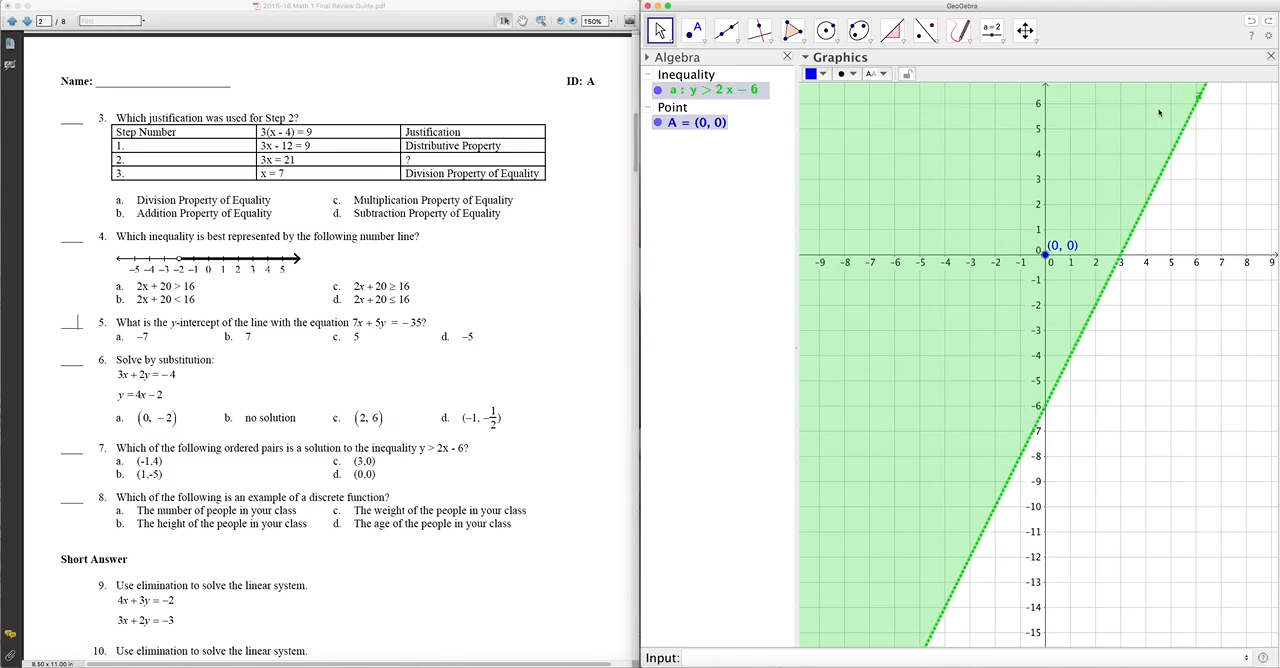 2015-16 Math 1 Final Review Guide.pdf
GeoGebra
2 / 8
Find
150%
a=2
Name:
ID: A
3. Which justification was used for Step 2?
Step Number 3(x - 4) = 9 Justification
1. 3x - 12 = 9 Distributive Property
2. 3x = 21 ?
3. x = 7 Division Property of Equality
a. Division Property of Equality c. Multiplication Property of Equality
b. Addition Property of Equality d. Subtraction Property of Equality
4. Which inequality is best represented by the following number line?
-5 -4 -3 -2 -1 0 1 2 3 4 5
a. 2x + 20 > 16 c. 2x + 20 ≥ 16
b. 2x + 20 < 16 d. 2x + 20 ≤ 16
5. What is the y-intercept of the line with the equation 7x + 5y = −35?
a. −7 b. 7 c. 5 d. −5
6. Solve by substitution:
3x + 2y = −4
y = 4x − 2
a. (0, −2) b. no solution c. (2, 6) d. (−1, −1/2)
7. Which of the following ordered pairs is a solution to the inequality y > 2x - 6?
a. (-1,4) c. (3,0)
b. (1,-5) d. (0,0)
8. Which of the following is an example of a discrete function?
a. The number of people in your class c. The weight of the people in your class
b. The height of the people in your class d. The age of the people in your class
Short Answer
9. Use elimination to solve the linear system.
4x + 3y = −2
3x + 2y = −3
10. Use elimination to solve the linear system.
8.50 x 11.00 in
Algebra
Inequality
a: y > 2 x − 6
Point
A = (0, 0)
Graphics
AA
a
6
5
4
3
2
1
0
(0, 0)
-9 -8 -7 -6 -5 -4 -3 -2 -1 0 1 2 3 4 5 6 7 8 9
-1
-2
-3
-4
-5
-6
-7
-8
-9
-10
-11
-12
-13
-14
-15
Input: